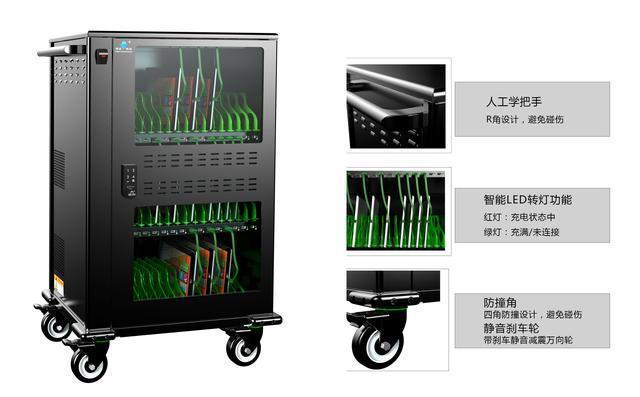 人工学把手
R角设计，避免碰伤
智能LED转灯功能
红灯：充电状态中
绿灯：充满/未连接
防撞角
四角防撞设计，避免碰伤
静音刹车轮
带刹车静音减震万向轮